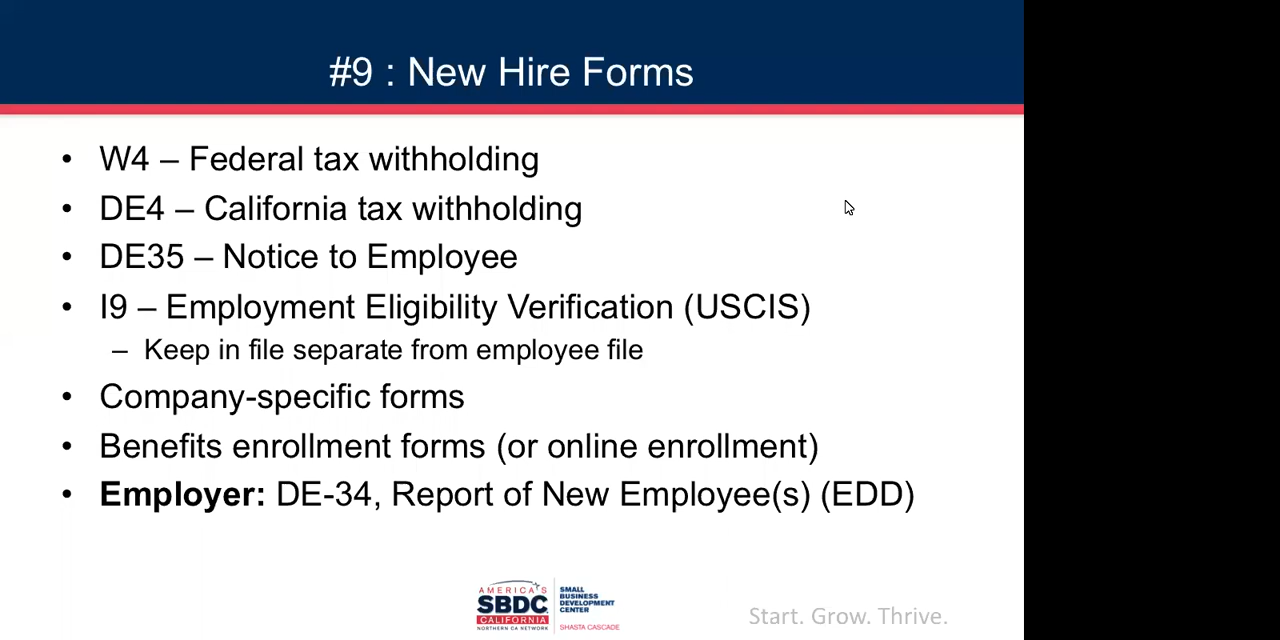 #9 : New Hire Forms
• W4 – Federal tax withholding
• DE4 – California tax withholding
• DE35 – Notice to Employee
• I9 – Employment Eligibility Verification (USCIS)
– Keep in file separate from employee file
• Company-specific forms
• Benefits enrollment forms (or online enrollment)
• Employer: DE-34, Report of New Employee(s) (EDD)
AMERICA'S
SBDC
CALIFORNIA
NORTHERN CA NETWORK
SMALL
BUSINESS
DEVELOPMENT
CENTER
SHASTA CASCADE
Start. Grow. Thrive.